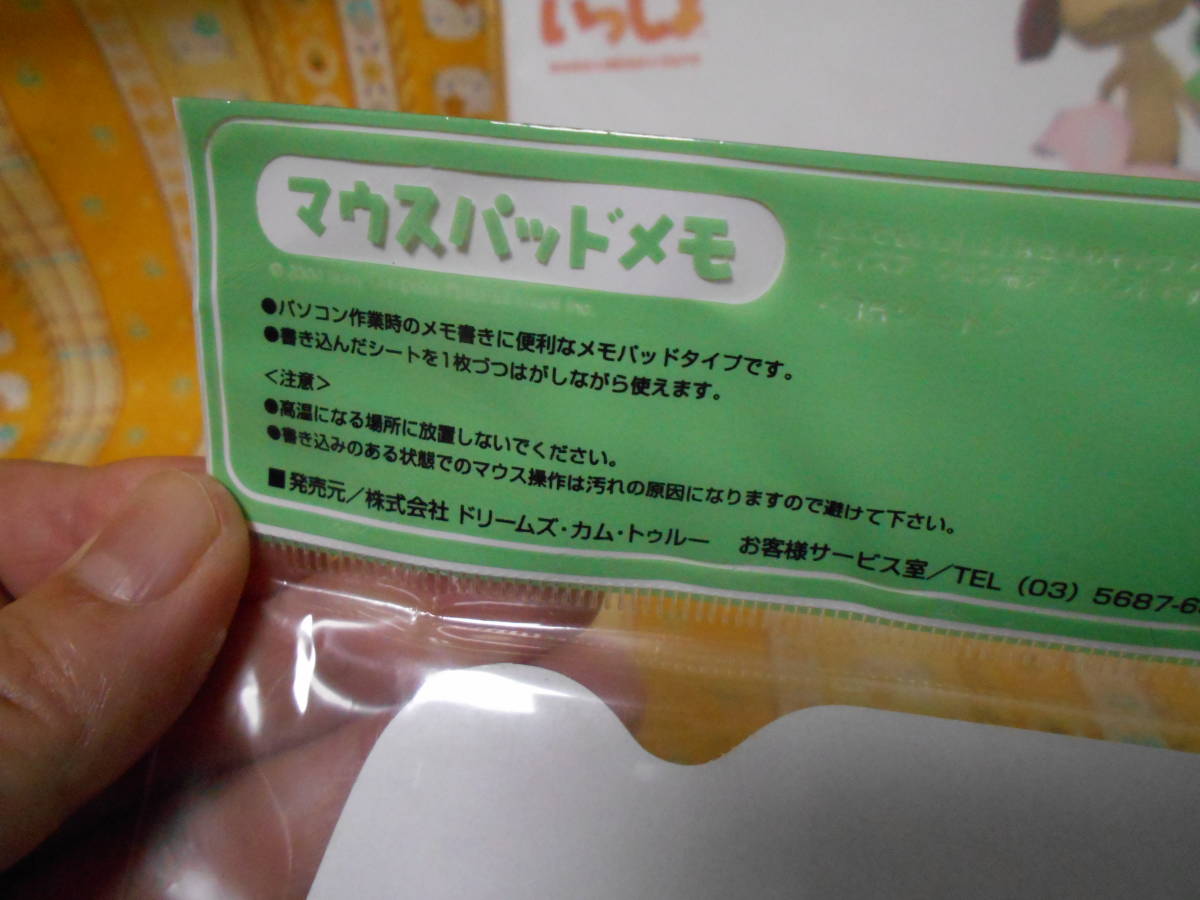 いっしょ
マウスパッドメモ
●パソコン作業時のメモ書きに便利なメモパッドタイプです。
●書き込んだシートを1枚づつはがしながら使えます。
＜注意＞
●高温になる場所に放置しないでください。
●書き込みのある状態でのマウス操作は汚れの原因になりますので避けて下さい。
■発売元／株式会社 ドリームズ・カム・トゥルー　お客様サービス室／TEL (03) 5687-6